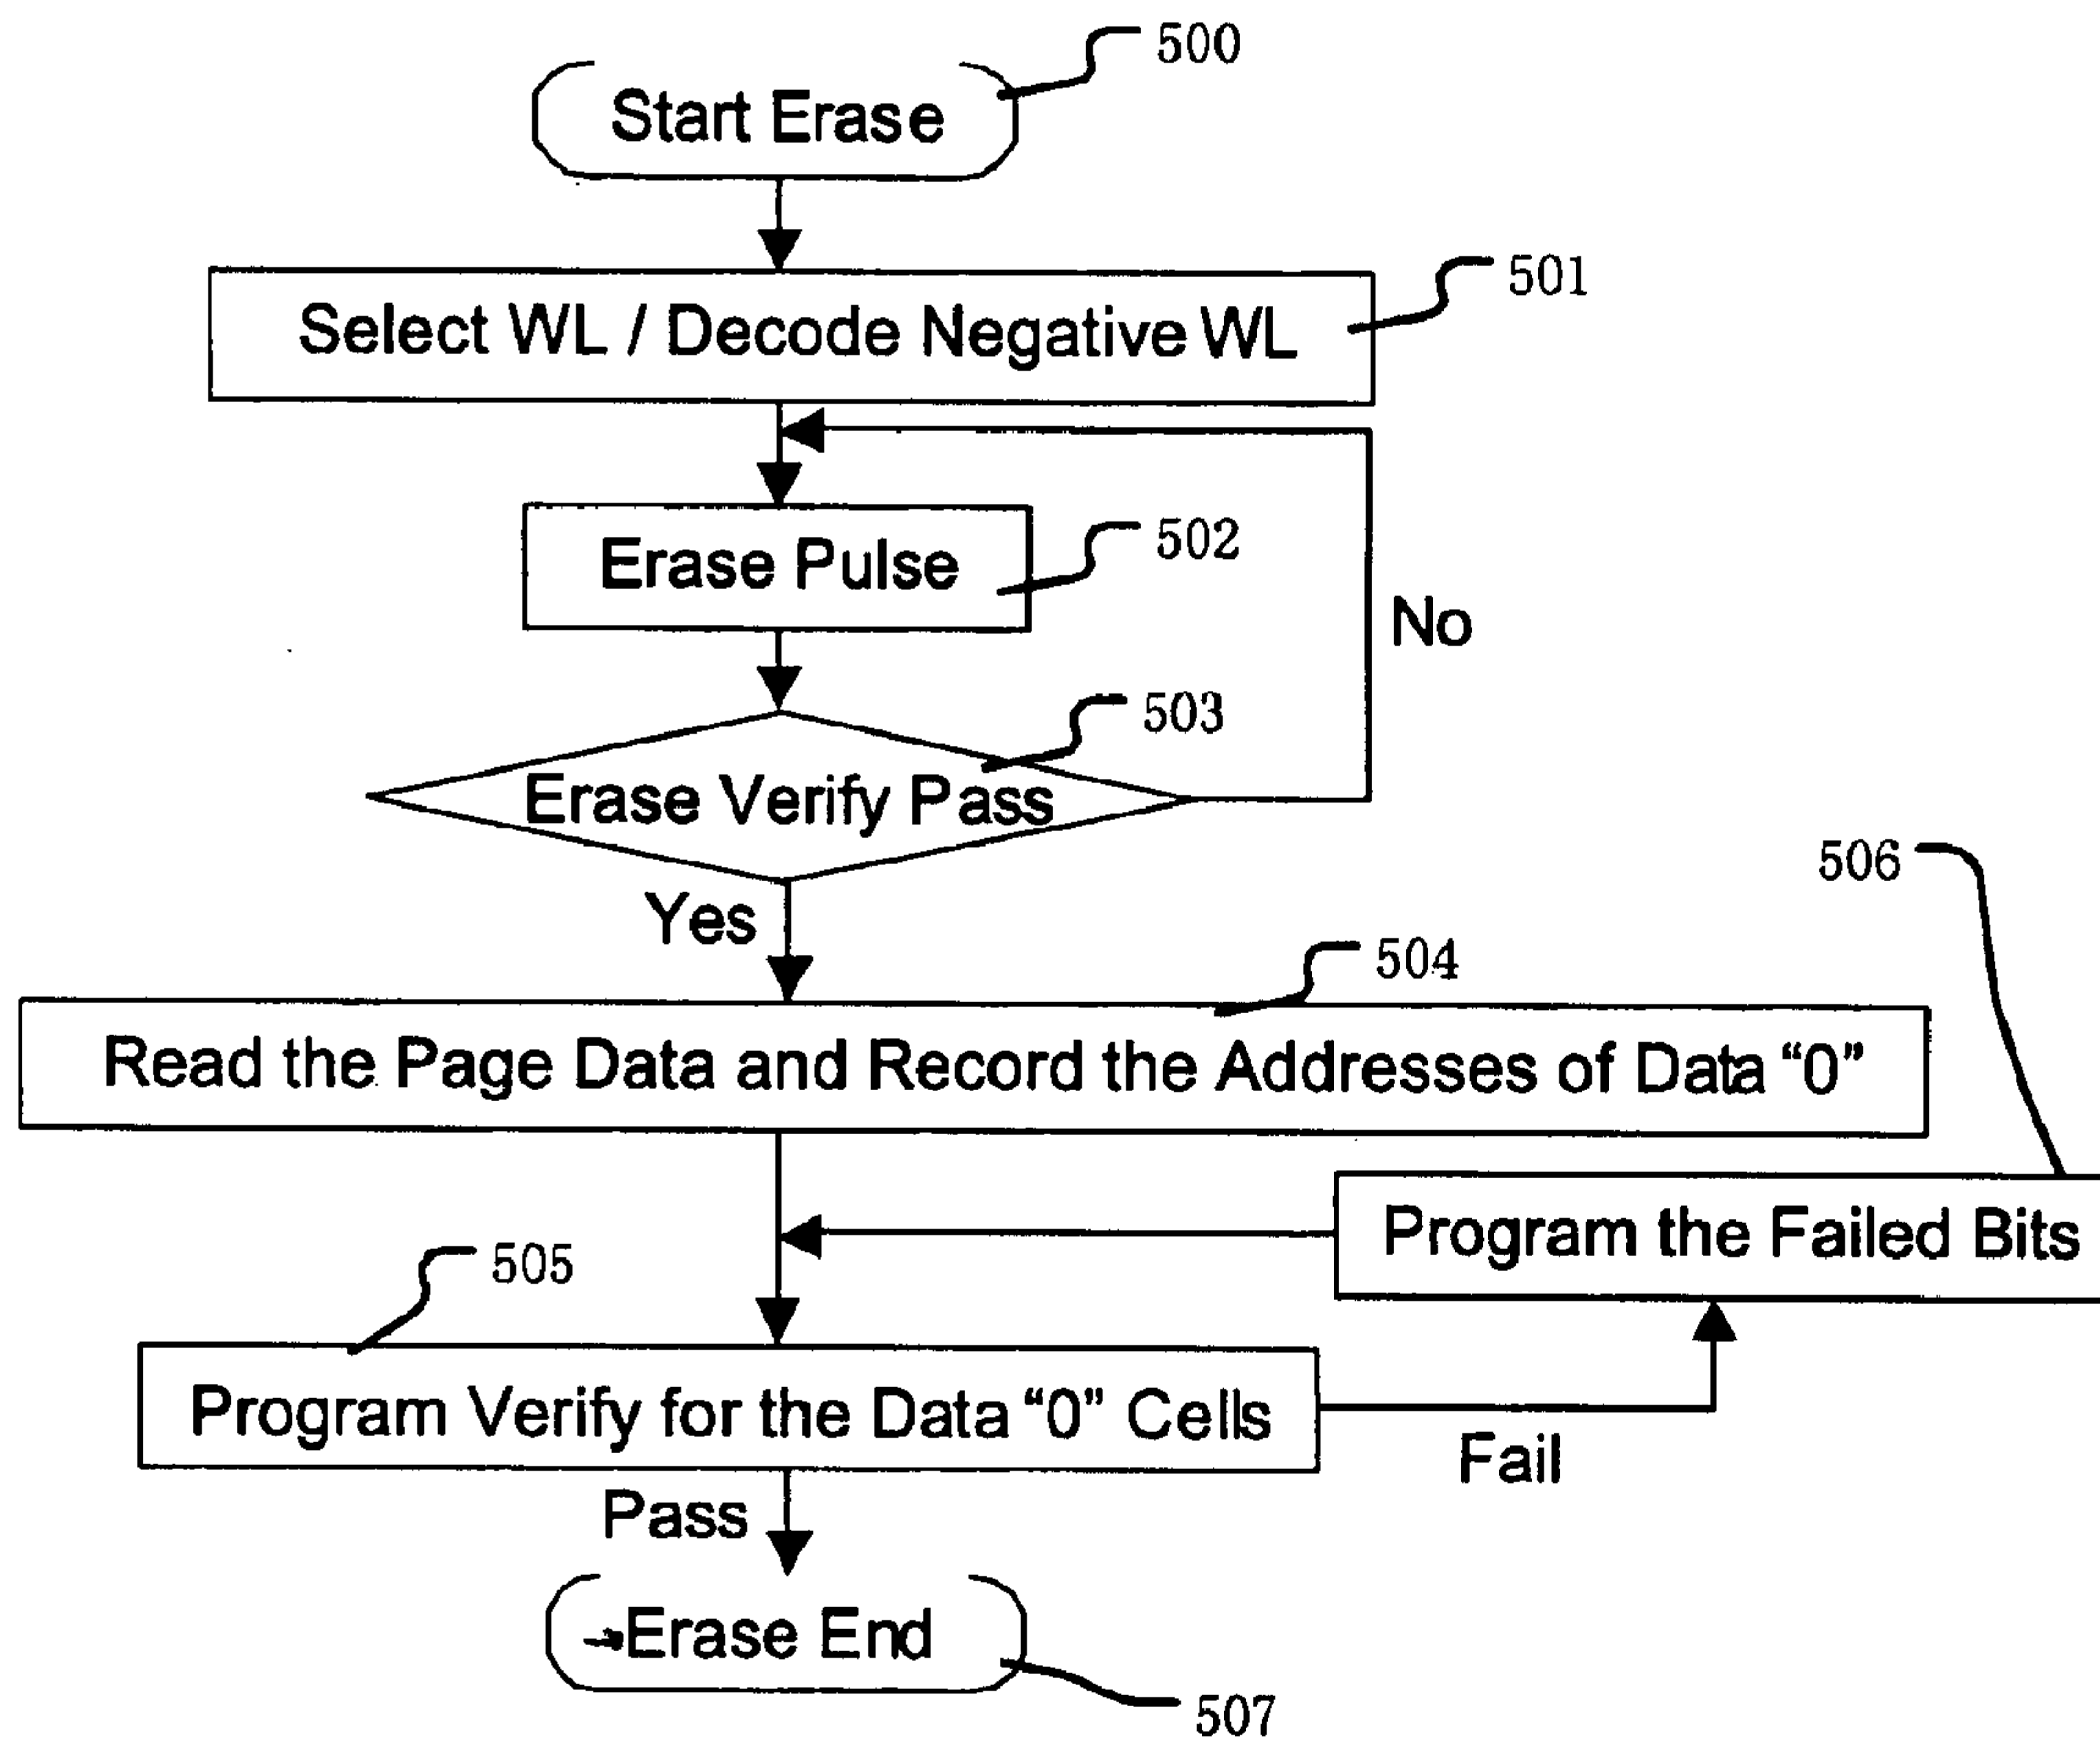 500
Start Erase
501
Select WL / Decode Negative WL
502
Erase Pulse
No
503
Erase Verify Pass
506
Yes
504
Read the Page Data and Record the Addresses of Data “0”
Program the Failed Bits
505
Program Verify for the Data “0” Cells
Fail
Pass
Erase End
507